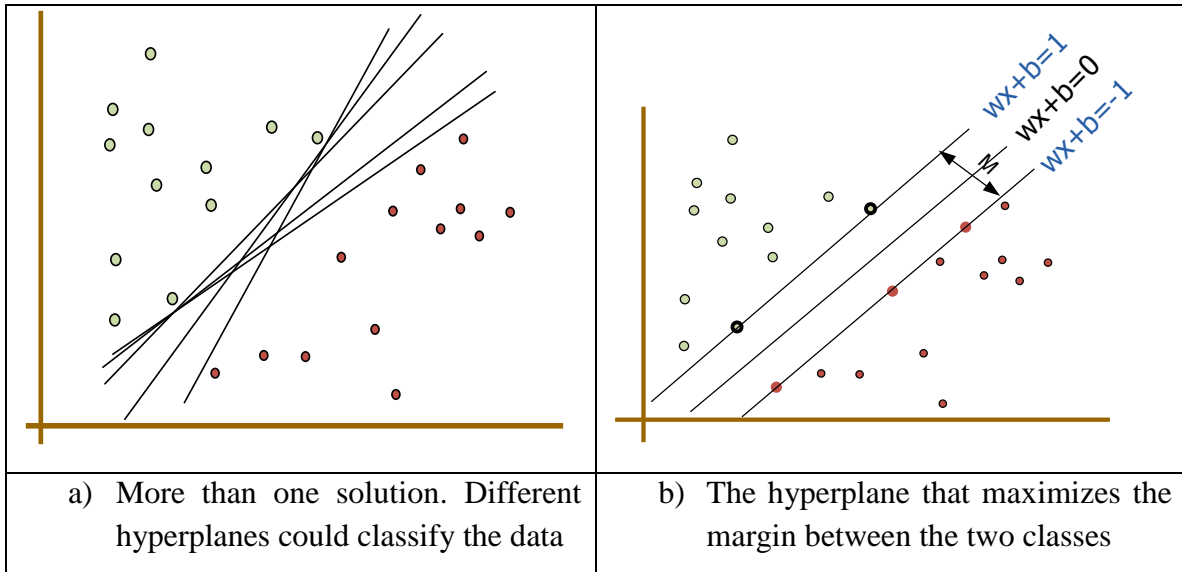 wx+b=1
wx+b=0
wx+b=-1
M
a) More than one solution. Different
hyperplanes could classify the data
b) The hyperplane that maximizes the
margin between the two classes